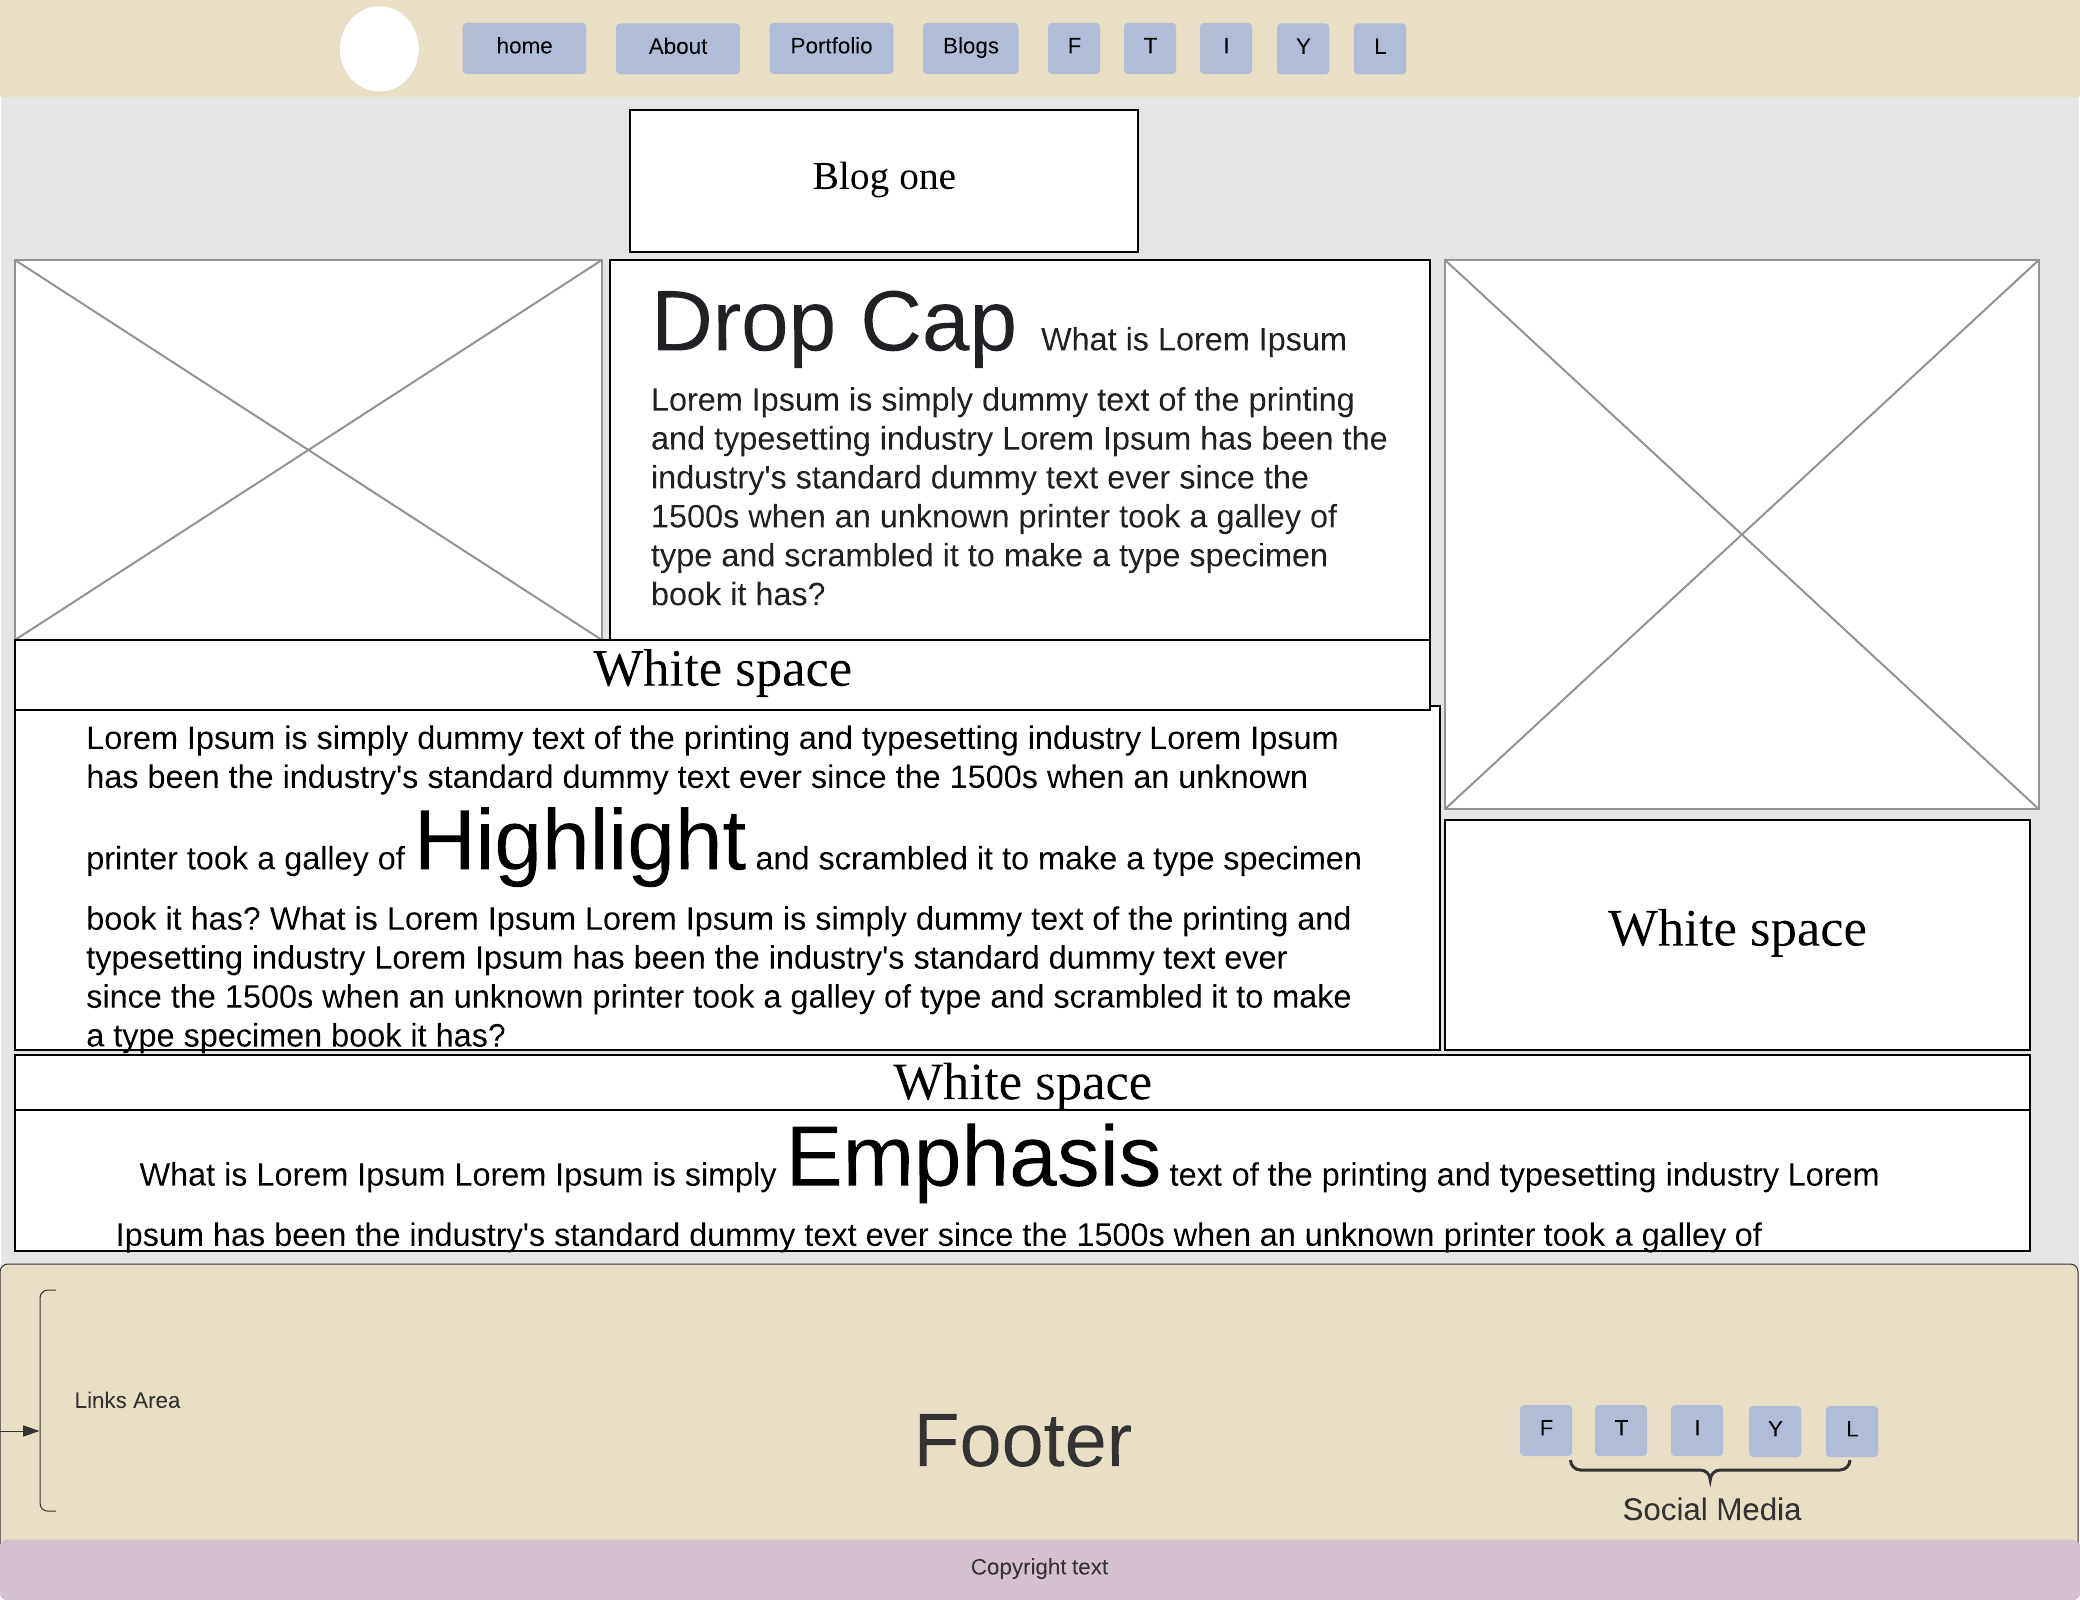 home About Portfolio Blogs F T I Y L
Blog one
Drop Cap What is Lorem Ipsum
Lorem Ipsum is simply dummy text of the printing
and typesetting industry Lorem Ipsum has been the
industry's standard dummy text ever since the
1500s when an unknown printer took a galley of
type and scrambled it to make a type specimen
book it has?
White space
Lorem Ipsum is simply dummy text of the printing and typesetting industry Lorem Ipsum
has been the industry's standard dummy text ever since the 1500s when an unknown
printer took a galley of Highlight and scrambled it to make a type specimen
book it has? What is Lorem Ipsum Lorem Ipsum is simply dummy text of the printing and
typesetting industry Lorem Ipsum has been the industry's standard dummy text ever
since the 1500s when an unknown printer took a galley of type and scrambled it to make
a type specimen book it has?
White space
White space
What is Lorem Ipsum Lorem Ipsum is simply Emphasis text of the printing and typesetting industry Lorem
Ipsum has been the industry's standard dummy text ever since the 1500s when an unknown printer took a galley of
Links Area
Footer
F T I Y L
Social Media
Copyright text